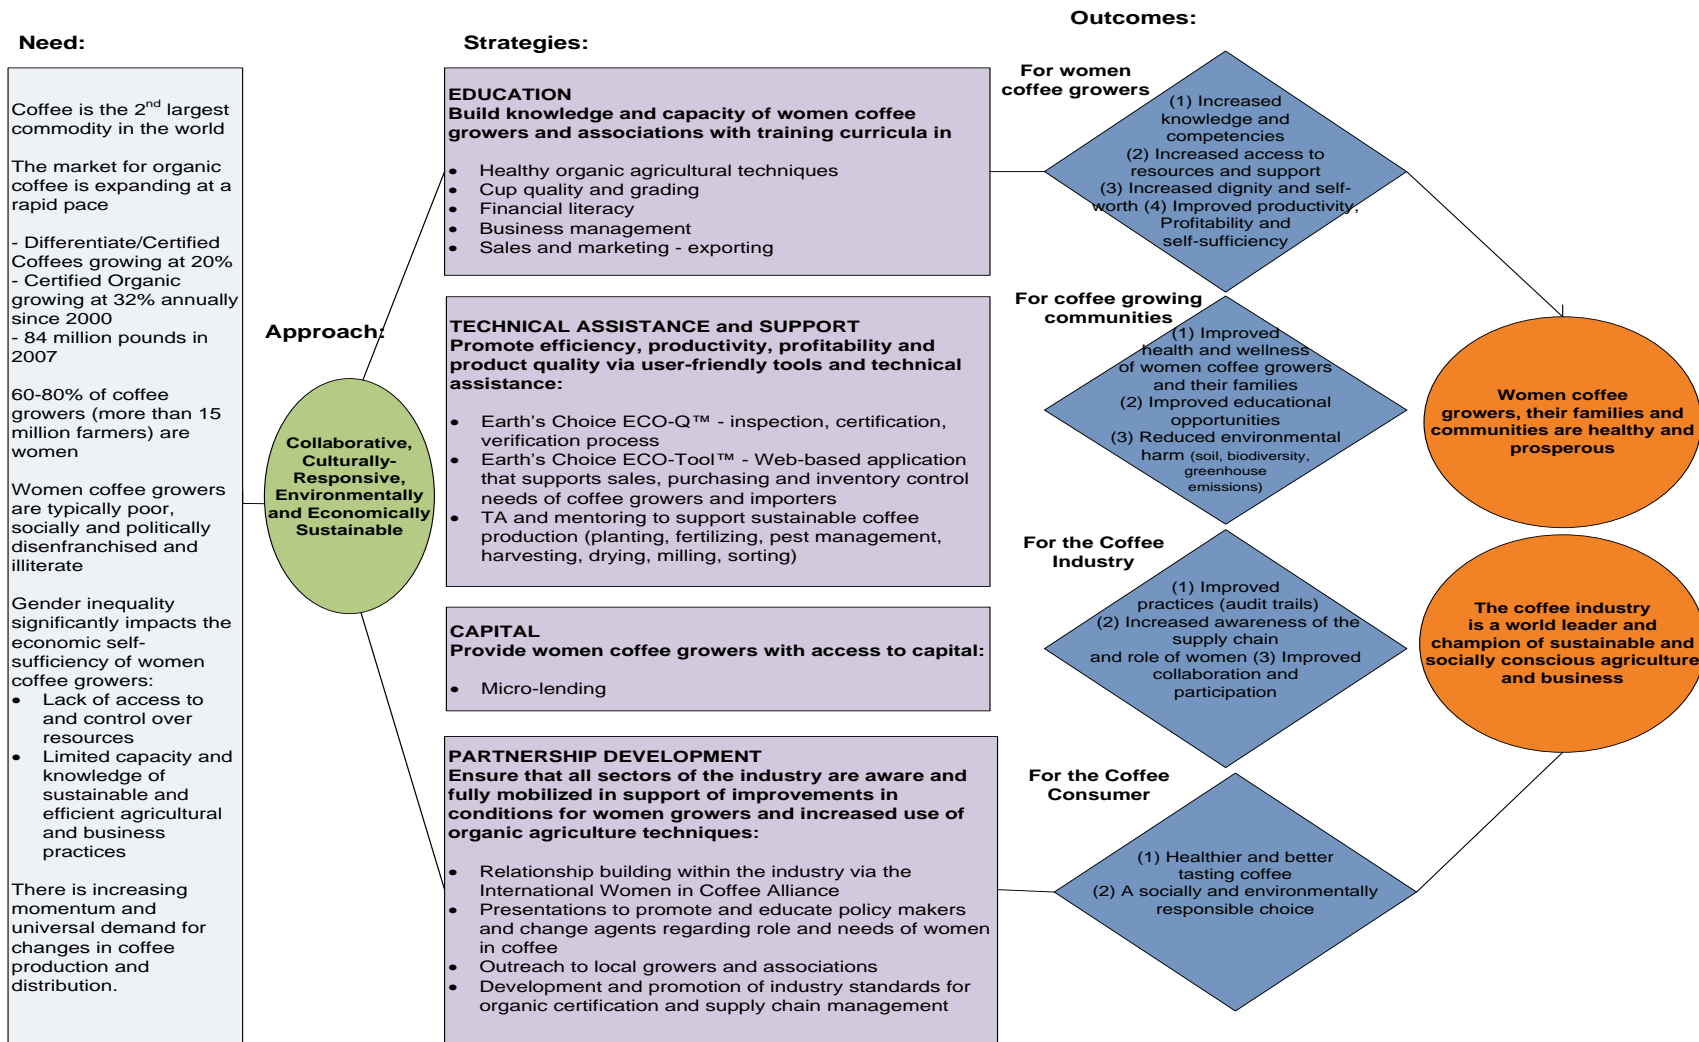 Need:
Coffee is the 2nd largest
commodity in the world
The market for organic
coffee is expanding at a
rapid pace
- Differentiate/Certified
Coffees growing at 20%
- Certified Organic
growing at 32% annually
since 2000
- 84 million pounds in
2007
60-80% of coffee
growers (more than 15
million farmers) are
women
Women coffee growers
are typically poor,
socially and politically
disenfranchised and
illiterate
Gender inequality
significantly impacts the
economic self-
sufficiency of women
coffee growers:
• Lack of access to
and control over
resources
• Limited capacity and
knowledge of
sustainable and
efficient agricultural
and business
practices
There is increasing
momentum and
universal demand for
changes in coffee
production and
distribution.
Approach:
Collaborative,
Culturally-
Responsive,
Environmentally
and Economically
Sustainable
Strategies:
EDUCATION
Build knowledge and capacity of women coffee
growers and associations with training curricula in
• Healthy organic agricultural techniques
• Cup quality and grading
• Financial literacy
• Business management
• Sales and marketing - exporting
TECHNICAL ASSISTANCE and SUPPORT
Promote efficiency, productivity, profitability and
product quality via user-friendly tools and technical
assistance:
• Earth's Choice ECO-Q™ - inspection, certification,
verification process
• Earth's Choice ECO-Tool™ - Web-based application
that supports sales, purchasing and inventory control
needs of coffee growers and importers
• TA and mentoring to support sustainable coffee
production (planting, fertilizing, pest management,
harvesting, drying, milling, sorting)
CAPITAL
Provide women coffee growers with access to capital:
• Micro-lending
PARTNERSHIP DEVELOPMENT
Ensure that all sectors of the industry are aware and
fully mobilized in support of improvements in
conditions for women growers and increased use of
organic agriculture techniques:
• Relationship building within the industry via the
International Women in Coffee Alliance
• Presentations to promote and educate policy makers
and change agents regarding role and needs of women
in coffee
• Outreach to local growers and associations
• Development and promotion of industry standards for
organic certification and supply chain management
Outcomes:
For women
coffee growers
(1) Increased
knowledge and
competencies
(2) Increased access to
resources and support
(3) Increased dignity and self-
worth (4) Improved productivity,
Profitability and
self-sufficiency
For coffee growing
communities
(1) Improved
health and wellness
of women coffee growers
and their families
(2) Improved educational
opportunities
(3) Reduced environmental
harm (soil, biodiversity,
greenhouse
emissions)
For the Coffee
Industry
(1) Improved
practices (audit trails)
(2) Increased awareness of the
supply chain
and role of women (3) Improved
collaboration and
participation
For the Coffee
Consumer
(1) Healthier and better
tasting coffee
(2) A socially and environmentally
responsible choice
Women coffee
growers, their families and
communities are healthy and
prosperous
The coffee industry
is a world leader and
champion of sustainable and
socially conscious agriculture
and business